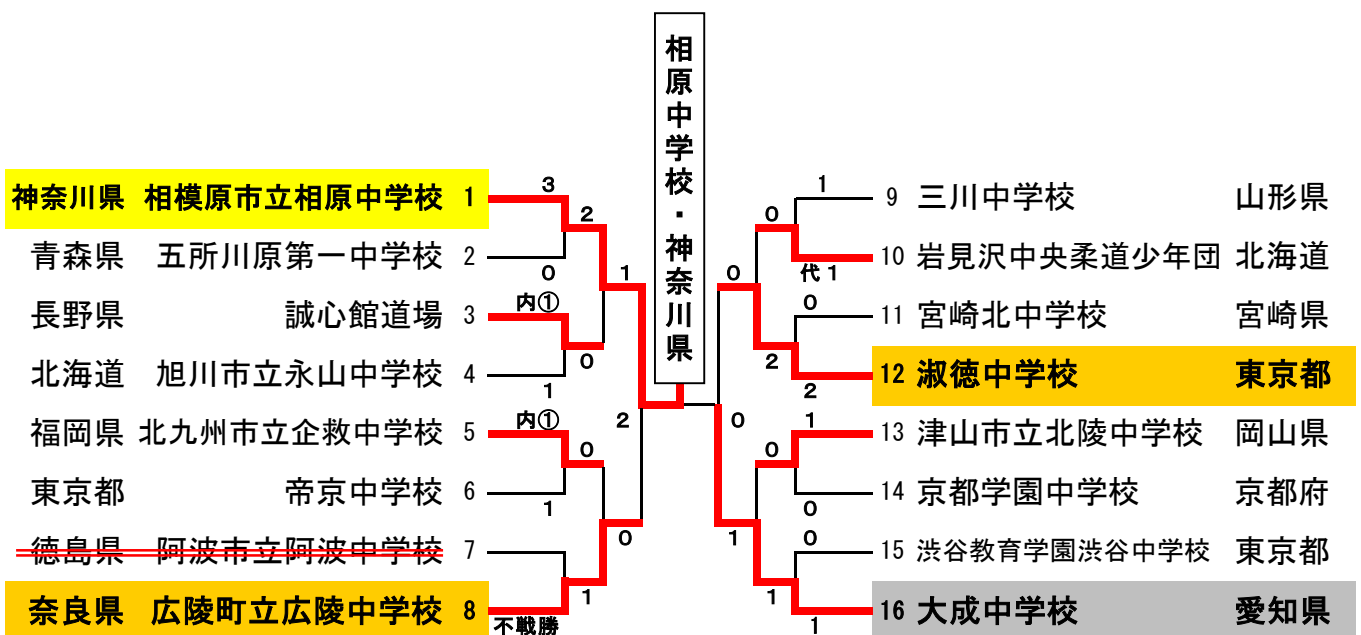 相原中学校・神奈川県
神奈川県 相模原市立相原中学校 1
3
2
青森県 五所川原第一中学校 2
0
1
長野県 誠心館道場 3
内①
0
北海道 旭川市立永山中学校 4
1
2
福岡県 北九州市立企救中学校 5
内①
0
東京都 帝京中学校 6
1
0
徳島県 阿波市立阿波中学校 7
1
奈良県 広陵町立広陵中学校 8
不戦勝
1
9 三川中学校 山形県
0
10 岩見沢中央柔道少年団 北海道
代1
0
0
11 宮崎北中学校 宮崎県
2
12 淑徳中学校 東京都
2
0
1
13 津山市立北陵中学校 岡山県
0
14 京都学園中学校 京都府
0
1
0
15 渋谷教育学園渋谷中学校 東京都
1
16 大成中学校 愛知県
1